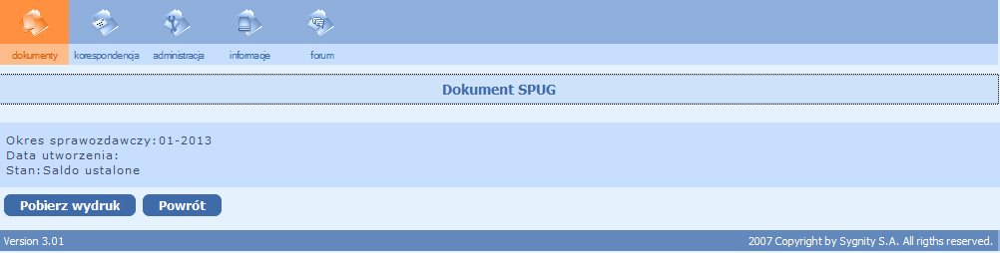 dokumenty korespondencja administracja informacje forum
Dokument SPUG
Okres sprawozdawczy:01-2013
Data utworzenia:
Stan:Saldo ustalone
Pobierz wydruk Powrót
Version 3.01 2007 Copyright by Sygnity S.A. All rigths reserved.